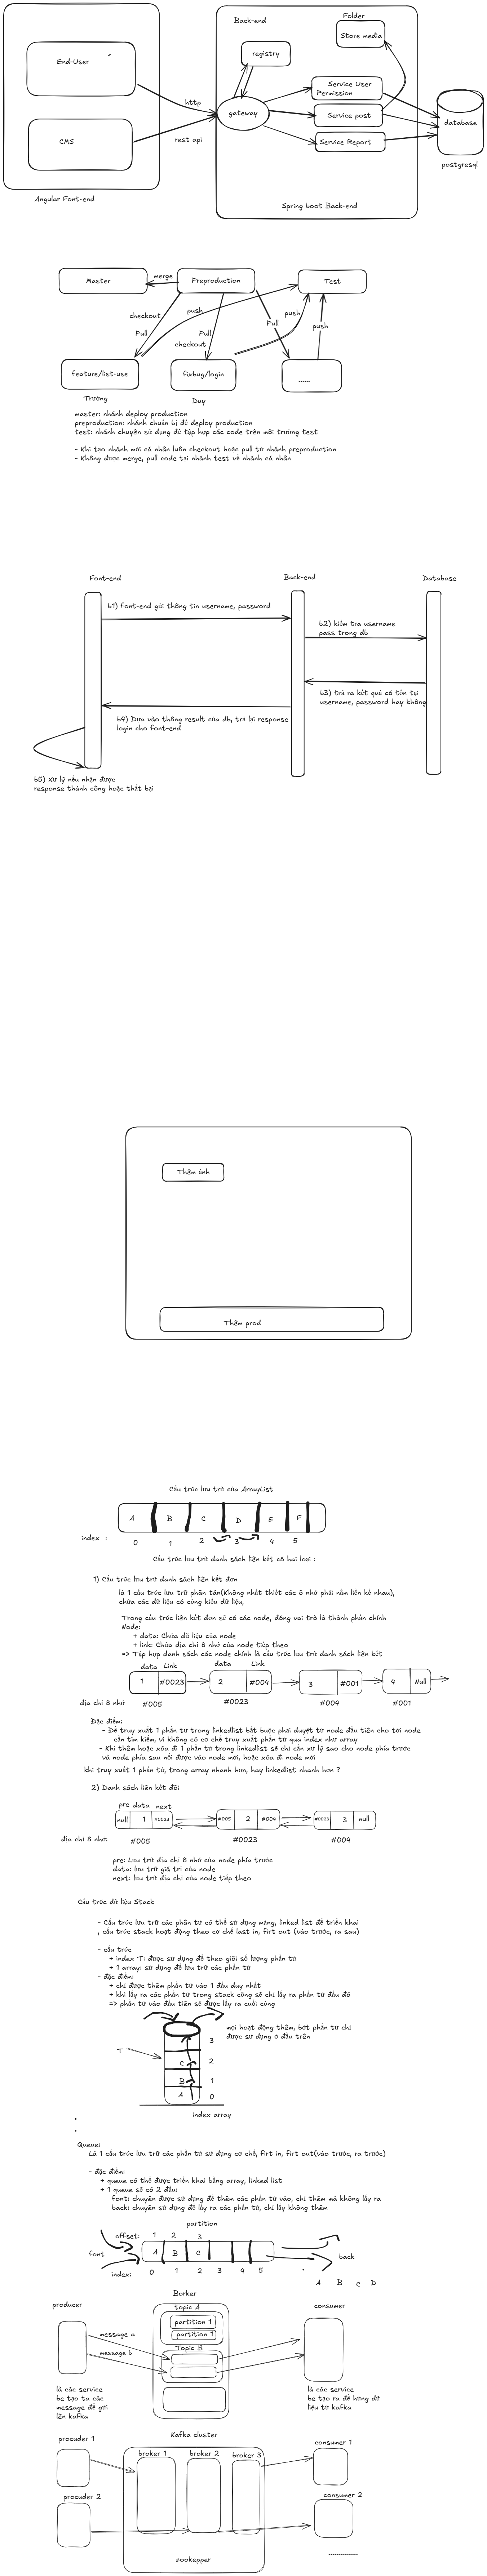 Back-end
Folder
Store media
End-User
registry
Service User
Permission
http
gateway
Service post
database
CMS
rest api
Service Report
postgresql
Angular Font-end
Spring boot Back-end
Master
merge
Preproduction
Test
checkout
push
push
Pull
Pull
Pull
push
checkout
feature/list-use
fixbug/login
......
Trường
Duy
master: nhánh deploy production
preproduction: nhánh chuẩn bị để deploy production
test: nhánh chuyên sử dụng để tập hợp các code trên môi trường test
- Khi tạo nhánh mới cá nhân luôn checkout hoặc pull từ nhánh preproduction
- Không được merge, pull code tại nhánh test về nhánh cá nhân
Font-end
Back-end
Database
b1) font-end gửi thông tin username, password
b2) kiểm tra username
pass trong db
b3) trả ra kết quả có tồn tại
username, password hay không
b4) Dựa vào thông result của db, trả lại response
login cho font-end
b5) Xử lý nếu nhận được
response thành công hoặc thất bại
Thêm ảnh
Thêm prod
Cấu trúc lưu trữ của ArrayList
A B C D E F
index :
0 1 2 3 4 5
Cấu trúc lưu trữ danh sách liên kết có hai loại :
1) Cấu trúc lưu trữ danh sách liên kết đơn
là 1 cấu trúc lưu trữ phân tán(Không nhất thiết các ô nhớ phải nằm liền kề nhau),
chứa các dữ liệu có cùng kiểu dữ liệu,
Trong cấu trúc liên kết đơn sẽ có các node, đóng vai trò là thành phần chính
Node:
+ data: Chứa dữ liệu của node
+ link: Chứa địa chỉ ô nhớ của node tiếp theo
=> Tập hợp danh sách các node chính là cấu trúc lưu trữ danh sách liên kết
data Link
data Link
1 #0023
2 #004
3 #001
4 Null
địa chỉ ô nhớ
#005
#0023
#004
#001
Đặc điểm:
- Để truy xuất 1 phần tử trong linkedlist bắt buộc phải duyệt từ node đầu tiên cho tới node
cần tìm kiếm, vì không có cơ chế truy xuất phần tử qua index như array
- Khi thêm hoặc xóa đi 1 phần tử trong linkedlist sẽ chỉ cần xử lý sao cho node phía trước
và node phía sau nối được vào node mới, hoặc xóa đi node mới
khi truy xuất 1 phần tử, trong array nhanh hơn, hay linkedlist nhanh hơn ?
2) Danh sách liên kết đôi
pre data next
null 1 #0023
#005 2 #004
#0023 3 null
địa chỉ ô nhớ:
#005
#0023
#004
pre: Lưu trữ địa chỉ ô nhớ của node phía trước
data: lưu trữ giá trị của node
next: lưu trữ địa chỉ của node tiếp theo
Cấu trúc dữ liệu Stack
- Cấu trúc lưu trữ các phần tử có thể sử dụng mảng, linked list để triển khai
, cấu trúc stack hoạt động theo cơ chế last in, firt out (vào trước, ra sau)
- cấu trúc
+ index T: được sử dụng để theo giõi số lượng phần tử
+ 1 array: sử dụng để lưu trữ các phần tử
- đặc điểm:
+ chỉ được thêm phần tử vào 1 đầu duy nhất
+ khi lấy ra các phần tử trong stack cũng sẽ chỉ lấy ra phần tử đầu đó
=> phần tử vào đầu tiên sẽ được lấy ra cuối cùng
mọi hoạt động thêm, bớt phần tử chỉ
được sử dụng ở đầu trên
3
T
C 2
B 1
A 0
index array
Queue:
Là 1 cấu trúc lưu trữ các phần tử sử dụng cơ chế, firt in, firt out(vào trước, ra trước)
- đặc điểm:
+ queue có thể được triển khai bằng array, linked list
+ 1 queue sẽ có 2 đầu:
font: chuyên được sử dụng để thêm các phần tử vào, chỉ thêm mà không lấy ra
back: chuyên sử dụng để lấy ra các phần tử, chỉ lấy không thêm
partition
offset: 1 2 3
font
A B C
back
index: 0 1 2 3 4 5
A B C D
Borker
producer
topic A
consumer
partition 1
partition 1
message a
Topic B
message b
là các service
be tạo ta các
message để gửi
lên kafka
là các service
be tạo ra để hứng dữ
liệu từ kafka
Kafka cluster
procuder 1
consumer 1
broker 1
broker 2
broker 3
procuder 2
consumer 2
zookepper
..............